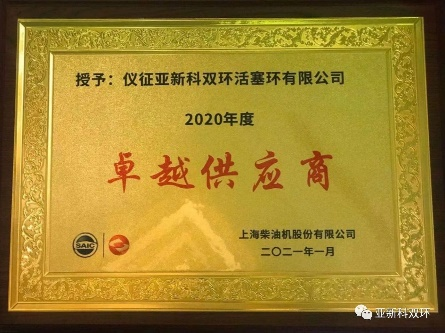 授予：仪征亚新科双环活塞环有限公司
2020年度
卓越供应商
SAIC
上海柴油机股份有限公司
二〇二一年一月
亚新科双环